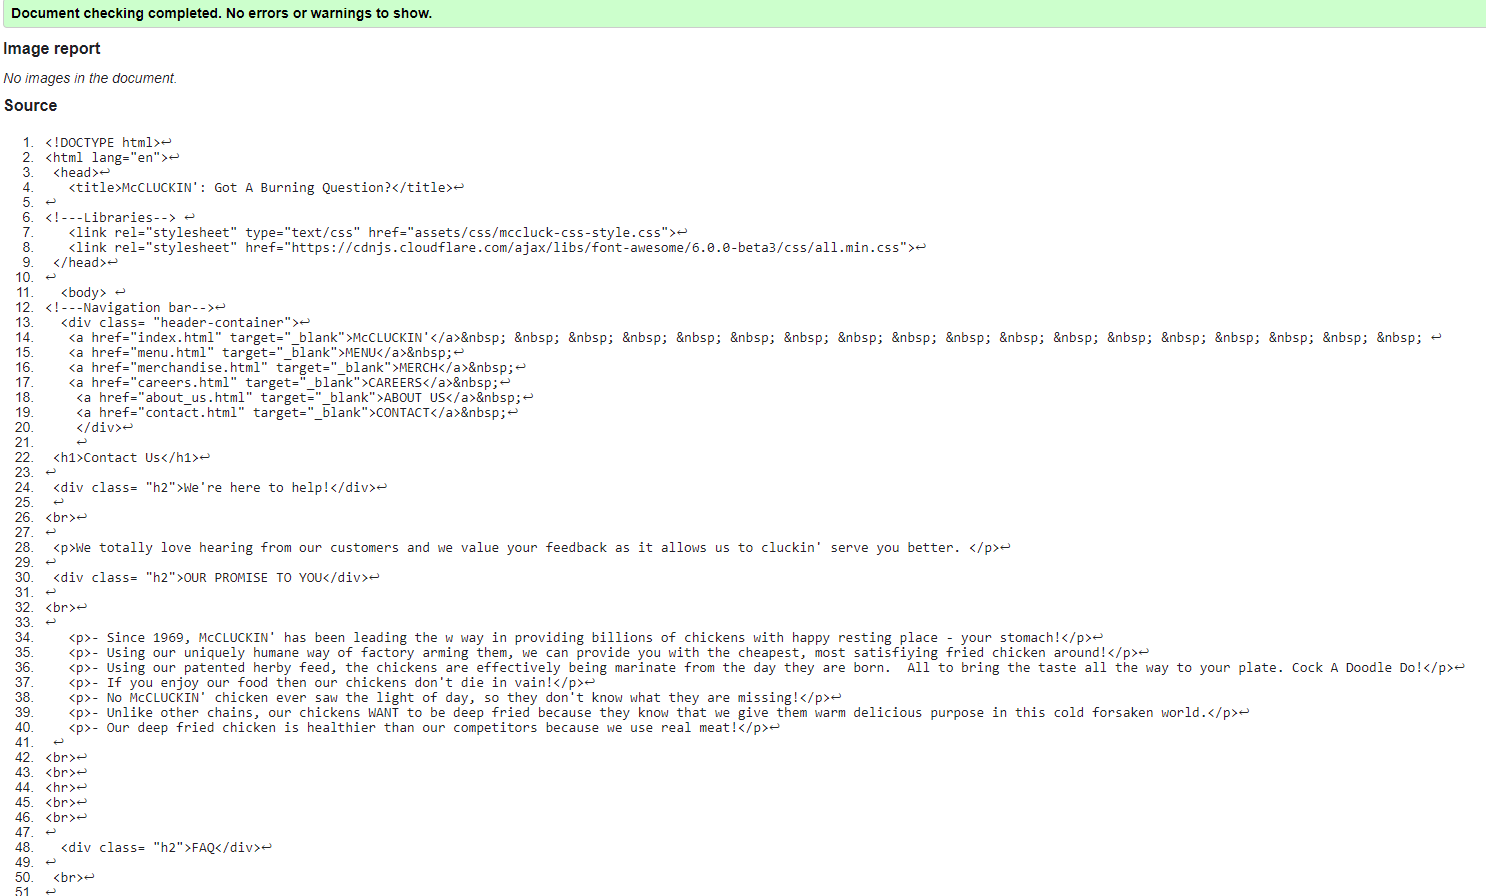 Document checking completed. No errors or warnings to show.
Image report
No images in the document.
Source
1. <!DOCTYPE html>↩
2. <html lang="en">↩
3. <head>↩
4. <title>McCLUCKIN': Got A Burning Question?</title>↩
5. ↩
6. <!---Libraries--> ↩
7. <link rel="stylesheet" type="text/css" href="assets/css/mccluck-css-style.css">↩
8. <link rel="stylesheet" href="https://cdnjs.cloudflare.com/ajax/libs/font-awesome/6.0.0-beta3/css/all.min.css">↩
9. </head>↩
10. ↩
11. <body> ↩
12. <!---Navigation bar-->↩
13. <div class= "header-container">↩
14. <a href="index.html" target="_blank">McCLUCKIN'</a>&nbsp; &nbsp; &nbsp; &nbsp; &nbsp; &nbsp; &nbsp; &nbsp; &nbsp; &nbsp; &nbsp; &nbsp; &nbsp; &nbsp; &nbsp; &nbsp; &nbsp; &nbsp; ↩
15. <a href="menu.html" target="_blank">MENU</a>&nbsp;↩
16. <a href="merchandise.html" target="_blank">MERCH</a>&nbsp;↩
17. <a href="careers.html" target="_blank">CAREERS</a>&nbsp;↩
18. <a href="about_us.html" target="_blank">ABOUT US</a>&nbsp;↩
19. <a href="contact.html" target="_blank">CONTACT</a>&nbsp;↩
20. </div>↩
21. ↩
22. <h1>Contact Us</h1>↩
23. ↩
24. <div class= "h2">We're here to help!</div>↩
25. ↩
26. <br>↩
27. ↩
28. <p>We totally love hearing from our customers and we value your feedback as it allows us to cluckin' serve you better. </p>↩
29. ↩
30. <div class= "h2">OUR PROMISE TO YOU</div>↩
31. ↩
32. <br>↩
33. ↩
34. <p>- Since 1969, McCLUCKIN' has been leading the w way in providing billions of chickens with happy resting place - your stomach!</p>↩
35. <p>- Using our uniquely humane way of factory arming them, we can provide you with the cheapest, most satisfiying fried chicken around!</p>↩
36. <p>- Using our patented herby feed, the chickens are effectively being marinate from the day they are born.  All to bring the taste all the way to your plate. Cock A Doodle Do!</p>↩
37. <p>- If you enjoy our food then our chickens don't die in vain!</p>↩
38. <p>- No McCLUCKIN' chicken ever saw the light of day, so they don't know what they are missing!</p>↩
39. <p>- Unlike other chains, our chickens WANT to be deep fried because they know that we give them warm delicious purpose in this cold forsaken world.</p>↩
40. <p>- Our deep fried chicken is healthier than our competitors because we use real meat!</p>↩
41. ↩
42. <br>↩
43. <br>↩
44. <hr>↩
45. <br>↩
46. <br>↩
47. ↩
48. <div class= "h2">FAQ</div>↩
49. ↩
50. <br>↩
51. ↩